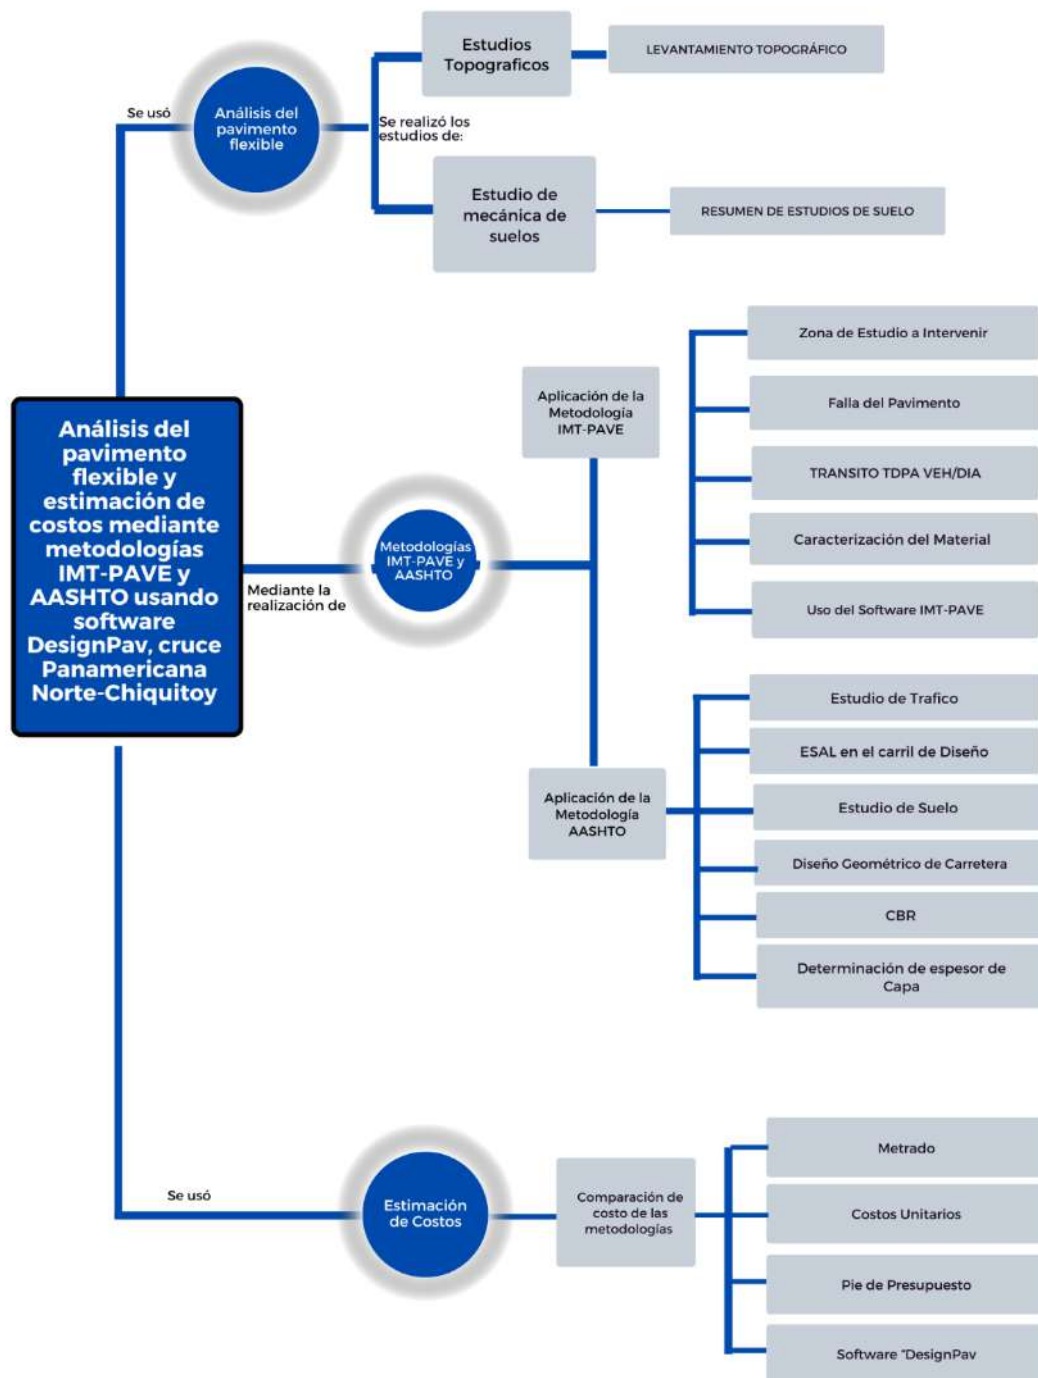 Estudios
Topograficos
LEVANTAMIENTO TOPOGRÁFICO
Se usó
Análisis del
pavimento
flexible
Se realizó los
estudios de:
Estudio de
mecánica de
suelos
RESUMEN DE ESTUDIOS DE SUELO
Análisis del
pavimento
flexible y
estimación de
costos mediante
metodologías
IMT-PAVE y
AASHTO usando
software
DesignPav, cruce
Panamericana
Norte-Chiquitoy
Mediante la
realización de
Metodologías
IMT-PAVE y
AASHTO
Aplicación de la
Metodología
IMT-PAVE
Zona de Estudio a Intervenir
Falla del Pavimento
TRANSITO TDPA VEH/DIA
Caracterización del Material
Uso del Software IMT-PAVE
Aplicación de la
Metodología
AASHTO
Estudio de Trafico
ESAL en el carril de Diseño
Estudio de Suelo
Diseño Geométrico de Carretera
CBR
Determinación de espesor de
Capa
Se usó
Estimación
de Costos
Comparación de
costo de las
metodologías
Metrado
Costos Unitarios
Pie de Presupuesto
Software "DesignPav